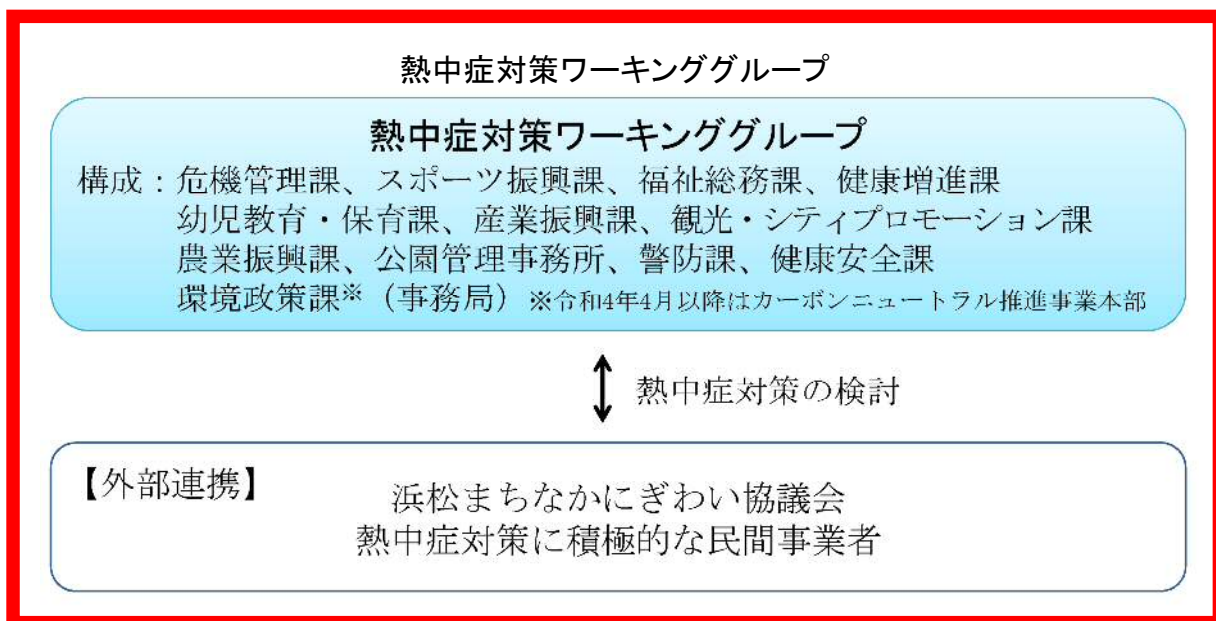 熱中症対策ワーキンググループ
熱中症対策ワーキンググループ
構成：危機管理課、スポーツ振興課、福祉総務課、健康増進課
幼児教育・保育課、産業振興課、観光・シティプロモーション課
農業振興課、公園管理事務所、警防課、健康安全課
環境政策課※（事務局）※令和4年4月以降はカーボンニュートラル推進事業本部
熱中症対策の検討
【外部連携】
浜松まちなかにぎわい協議会
熱中症対策に積極的な民間事業者